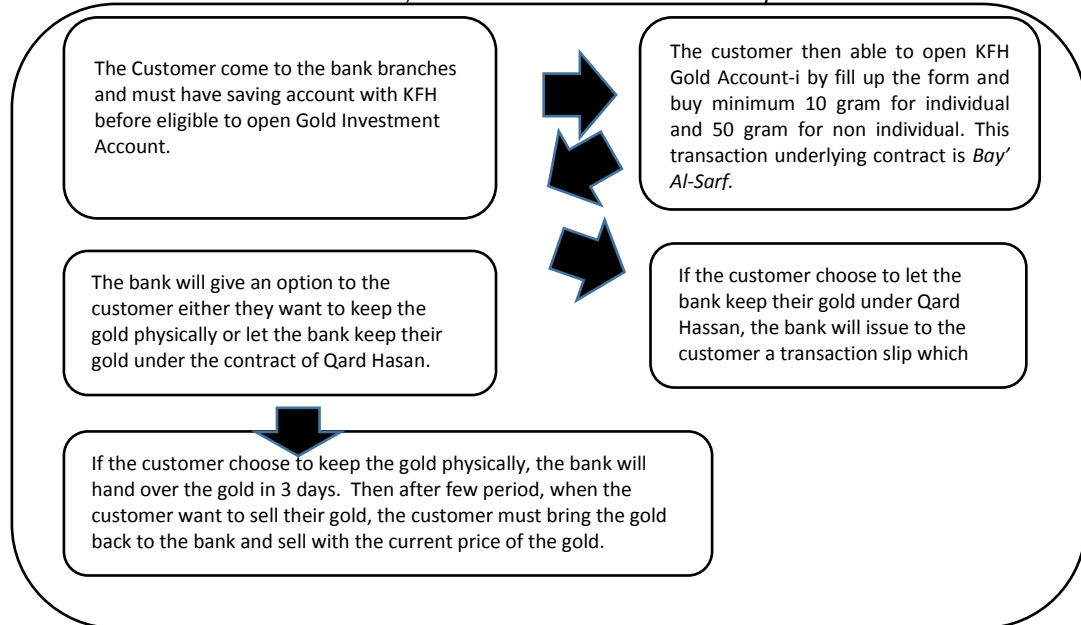 The Customer come to the bank branches
and must have saving account with KFH
before eligible to open Gold Investment
Account.
The customer then able to open KFH
Gold Account-i by fill up the form and
buy minimum 10 gram for individual
and 50 gram for non individual. This
transaction underlying contract is Bay’
Al-Sarf.
The bank will give an option to the
customer either they want to keep the
gold physically or let the bank keep their
gold under the contract of Qard Hasan.
If the customer choose to let the
bank keep their gold under Qard
Hassan, the bank will issue to the
customer a transaction slip which
If the customer choose to keep the gold physically, the bank will
hand over the gold in 3 days. Then after few period, when the
customer want to sell their gold, the customer must bring the gold
back to the bank and sell with the current price of the gold.